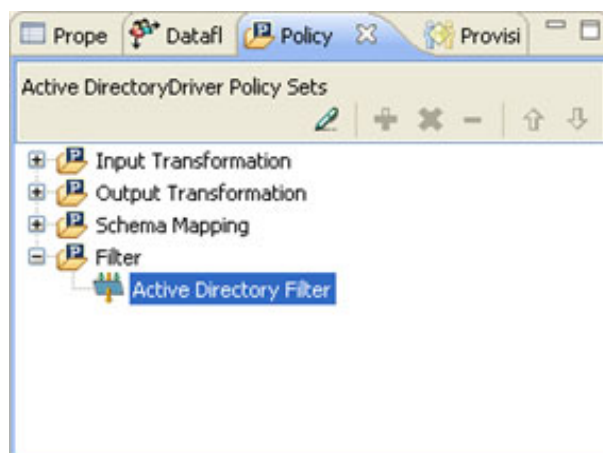 Prope Datafl Policy Provisi
Active DirectoryDriver Policy Sets
Input Transformation
Output Transformation
Schema Mapping
Filter
Active Directory Filter